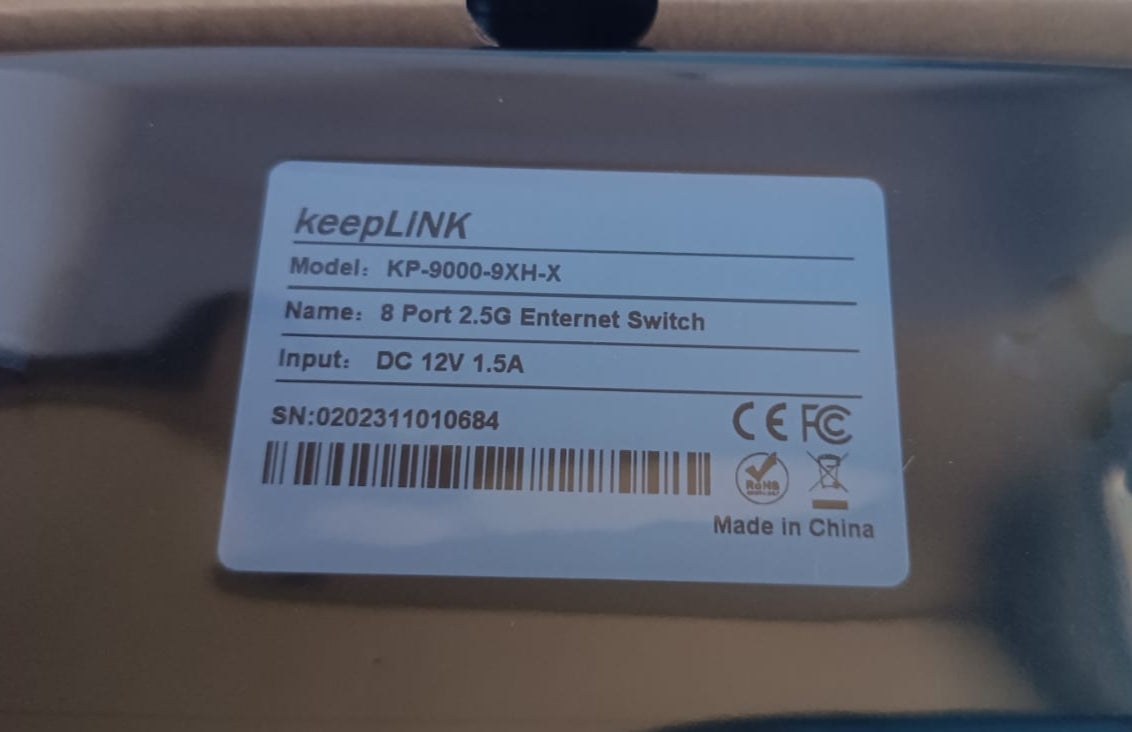 keepLINK
Model: KP-9000-9XH-X
Name: 8 Port 2.5G Enternet Switch
Input: DC 12V 1.5A
SN:0202311010684
CE FC
RoHS
Made in China